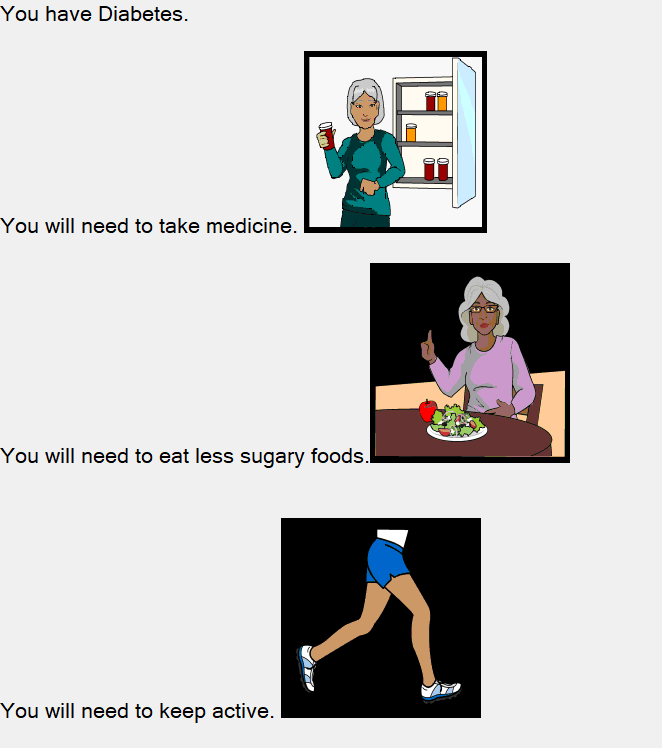 You have Diabetes.
You will need to take medicine.
You will need to eat less sugary foods.
You will need to keep active.